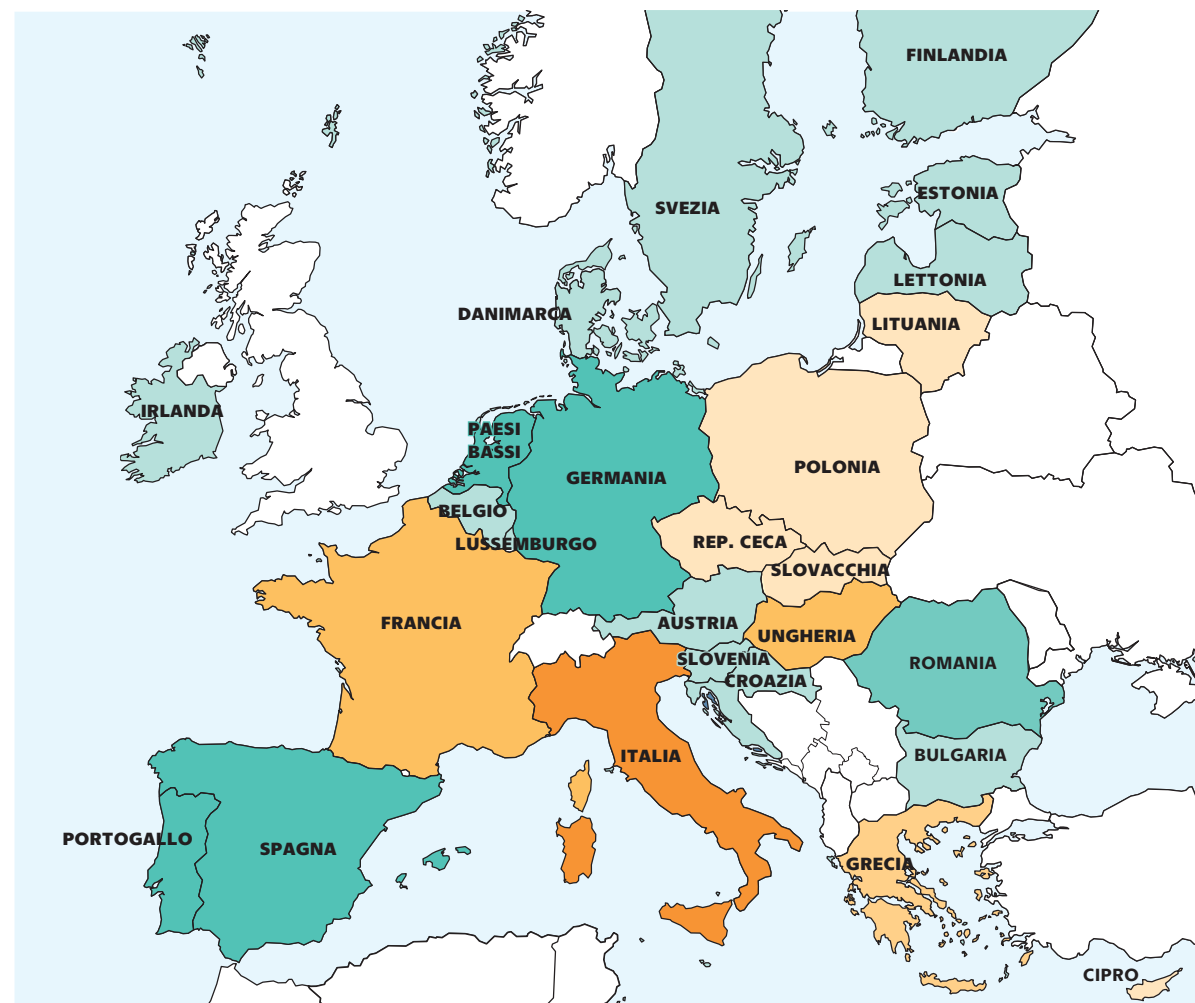 FINLANDIA
ESTONIA
SVEZIA
LETTONIA
DANIMARCA
LITUANIA
IRLANDA
PAESI
BASSI
POLONIA
GERMANIA
BELGIO
REP. CECA
LUSSEMBURGO
SLOVACCHIA
FRANCIA
AUSTRIA
UNGHERIA
SLOVENIA
ROMANIA
CROAZIA
ITALIA
BULGARIA
PORTOGALLO
SPAGNA
GRECIA
CIPRO